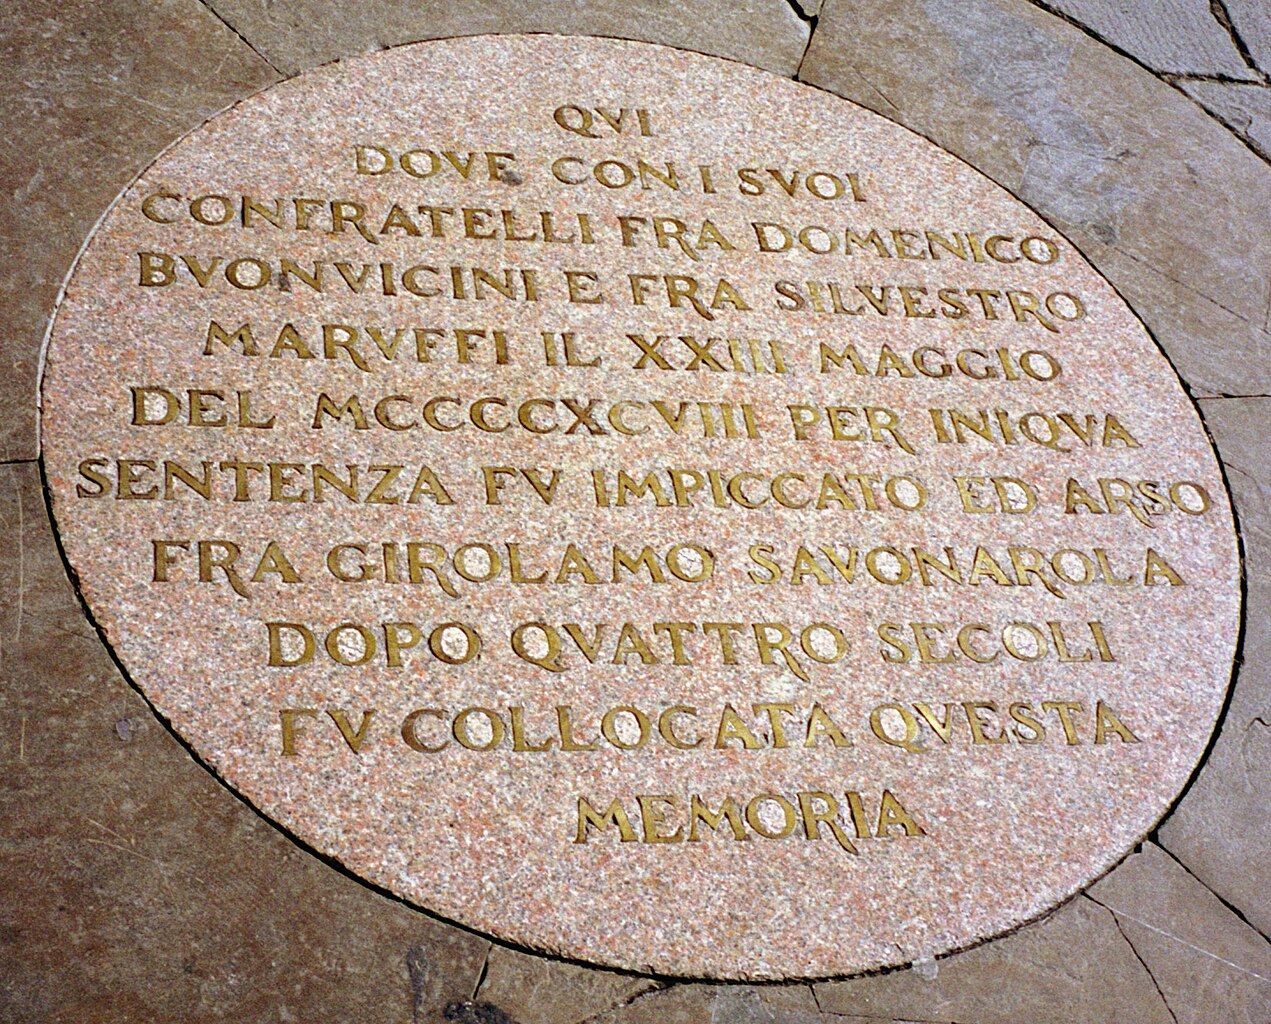 QVI
DOVE CON I SVOI
CONFRATELLI FRA DOMENICO
BVONVICINI E FRA SILVESTRO
MARVFFI IL XXIII MAGGIO
DEL MCCCCXCVIII PER INIQVA
SENTENZA FV IMPICCATO ED ARSO
FRA GIROLAMO SAVONAROLA
DOPO QVATTRO SECOLI
FV COLLOCATA QVESTA
MEMORIA